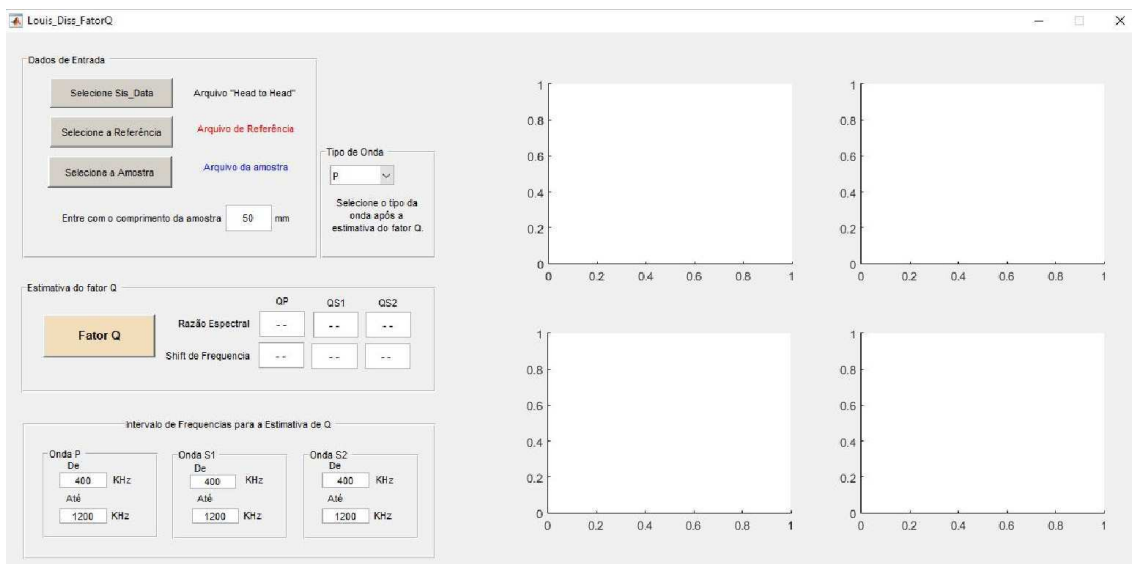 Louis_Diss_FatorQ
Dados de Entrada
Selecione Sis_Data
Arquivo "Head to Head"
Selecione a Referência
Arquivo de Referência
Selecione a Amostra
Arquivo da amostra
Entre com o comprimento da amostra 50 mm
Tipo de Onda
P
Selecione o tipo da
onda após a
estimativa do fator Q.
Estimativa do fator Q
QP QS1 QS2
Fator Q
Razão Espectral -- -- --
Shift de Frequencia -- -- --
Intervalo de Frequencias para a Estimativa de Q
Onda P
De
400 KHz
Até
1200 KHz
Onda S1
De
400 KHz
Até
1200 KHz
Onda S2
De
400 KHz
Até
1200 KHz
1
0.8
0.6
0.4
0.2
0
0 0.2 0.4 0.6 0.8 1
1
0.8
0.6
0.4
0.2
0
0 0.2 0.4 0.6 0.8 1
1
0.8
0.6
0.4
0.2
0
0 0.2 0.4 0.6 0.8 1
1
0.8
0.6
0.4
0.2
0
0 0.2 0.4 0.6 0.8 1